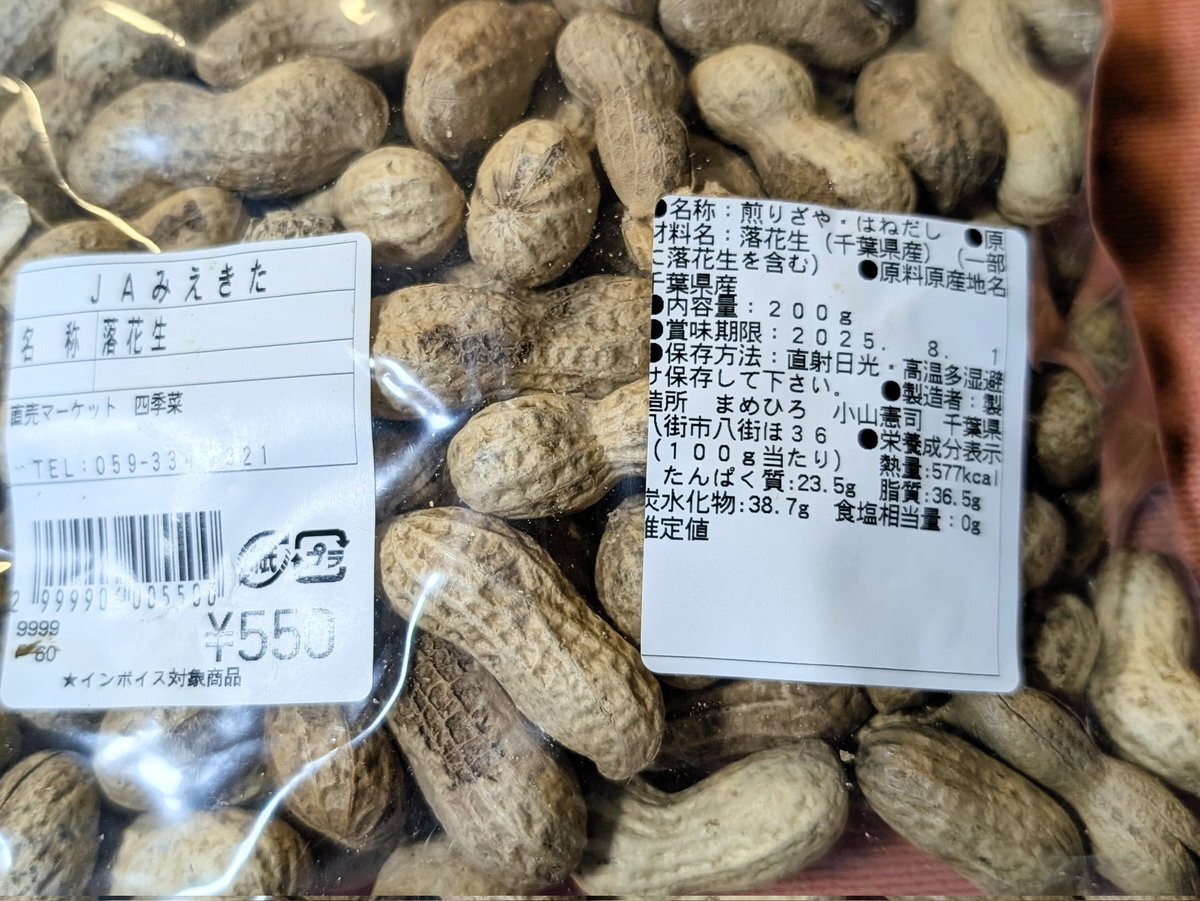 JAみえきた
名 称 落花生
直売マーケット 四季菜
TEL:059-33
9999
60
¥550
★インボイス対象商品
紙
プラ
●名称：煎りざや・はねだし ●原
材料名：落花生（千葉県産）（一部
に落花生を含む） ●原料原産地名
千葉県産
●内容量：200g
●賞味期限：2025. 8. 1
●保存方法：直射日光・高温多湿避
け保存して下さい。 ●製造者：製
造所 まめひろ 小山憲司 千葉県
八街市八街ほ36 ●栄養成分表示
(100g当たり) 熱量:577kcal
たんぱく質:23.5g 脂質:36.5g
炭水化物:38.7g 食塩相当量:0g
推定値